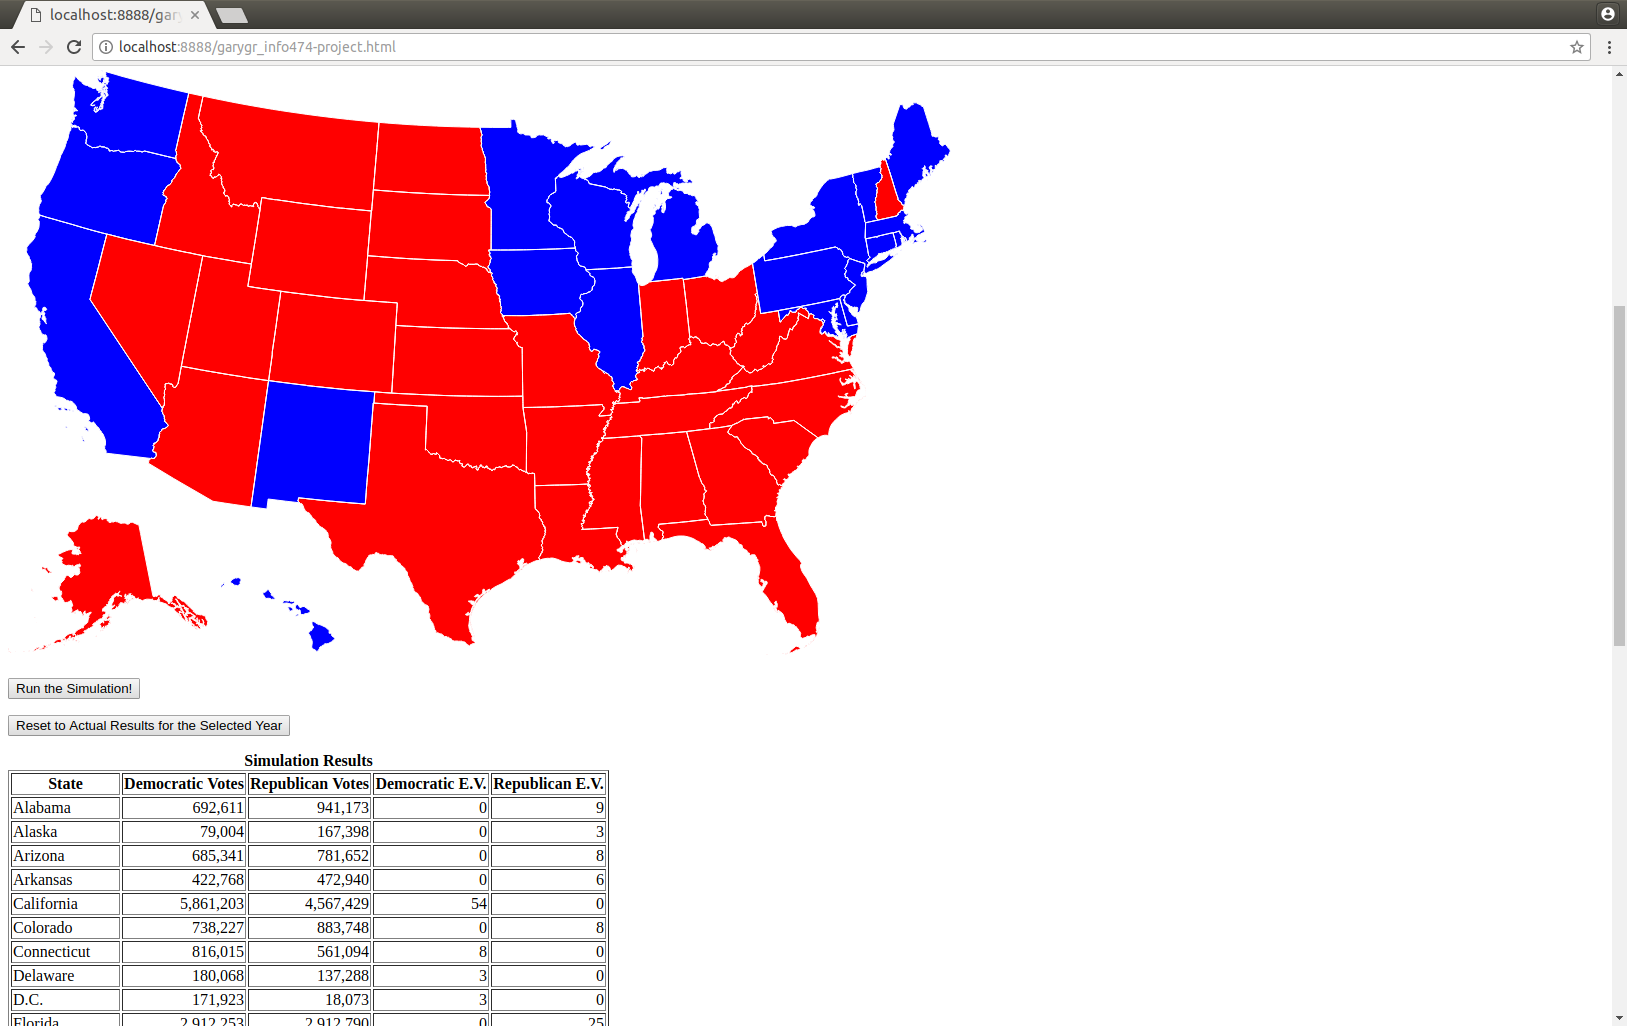 localhost:8888/gary
localhost:8888/garygr_info474-project.html
Run the Simulation!
Reset to Actual Results for the Selected Year
Simulation Results
State Democratic Votes Republican Votes Democratic E.V. Republican E.V.
Alabama 692,611 941,173 0 9
Alaska 79,004 167,398 0 3
Arizona 685,341 781,652 0 8
Arkansas 422,768 472,940 0 6
California 5,861,203 4,567,429 54 0
Colorado 738,227 883,748 0 8
Connecticut 816,015 561,094 8 0
Delaware 180,068 137,288 3 0
D.C. 171,923 18,073 3 0
Florida 2,912,253 2,912,790 0 25